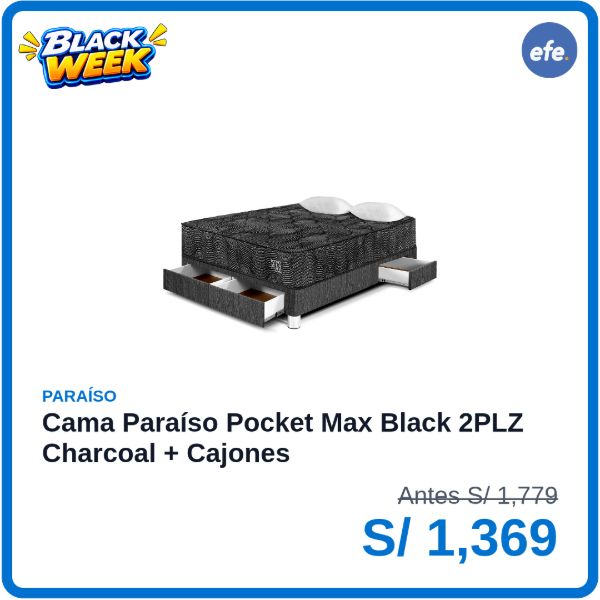 BLACK
WEEK
efe.
PARAÍSO
Cama Paraíso Pocket Max Black 2PLZ
Charcoal + Cajones
Antes S/ 1,779
S/ 1,369